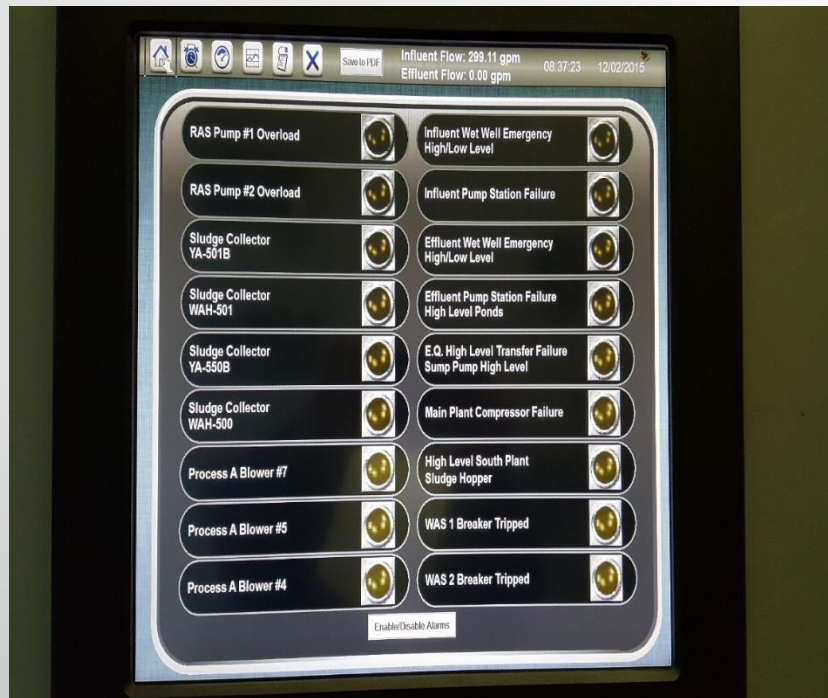 Save to PDF
Influent Flow: 299.11 gpm
Effluent Flow: 0.00 gpm
08:37:23
12/02/2015
RAS Pump #1 Overload
RAS Pump #2 Overload
Sludge Collector
YA-501B
Sludge Collector
WAH-501
Sludge Collector
YA-550B
Sludge Collector
WAH-500
Process A Blower #7
Process A Blower #5
Process A Blower #4
Influent Wet Well Emergency
High/Low Level
Influent Pump Station Failure
Effluent Wet Well Emergency
High/Low Level
Effluent Pump Station Failure
High Level Ponds
E.Q. High Level Transfer Failure
Sump Pump High Level
Main Plant Compressor Failure
High Level South Plant
Sludge Hopper
WAS 1 Breaker Tripped
WAS 2 Breaker Tripped
Enable/Disable Alarms